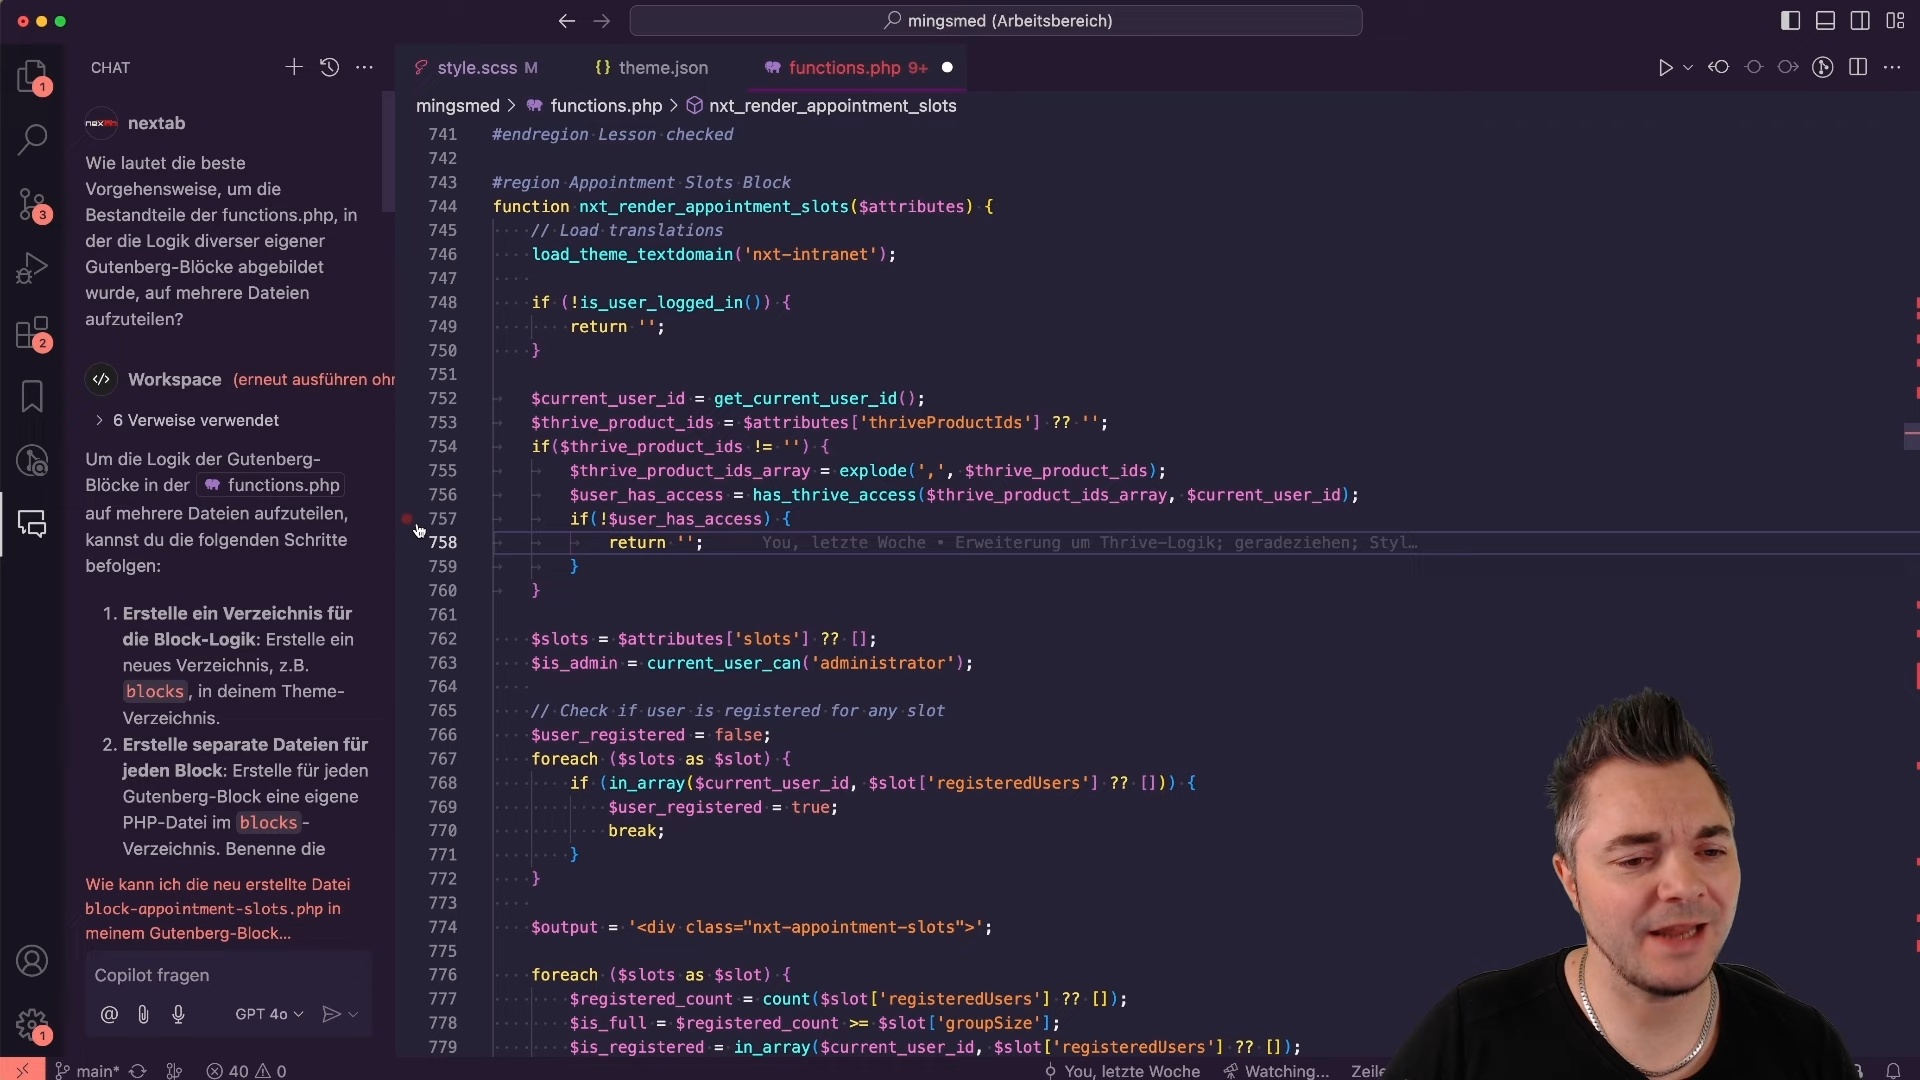 mingsmed (Arbeitsbereich)
CHAT
nextab
Wie lautet die beste
Vorgehensweise, um die
Bestandteile der functions.php, in
der die Logik diverser eigener
Gutenberg-Blöcke abgebildet
wurde, auf mehrere Dateien
aufzuteilen?
Workspace (erneut ausführen ohn
6 Verweise verwendet
Um die Logik der Gutenberg-
Blöcke in der functions.php
auf mehrere Dateien aufzuteilen,
kannst du die folgenden Schritte
befolgen:
1. Erstelle ein Verzeichnis für
die Block-Logik: Erstelle ein
neues Verzeichnis, z.B.
blocks, in deinem Theme-
Verzeichnis.
2. Erstelle separate Dateien für
jeden Block: Erstelle für jeden
Gutenberg-Block eine eigene
PHP-Datei im blocks-
Verzeichnis. Benenne die
Wie kann ich die neu erstellte Datei
block-appointment-slots.php in
meinem Gutenberg-Block...
Copilot fragen
GPT 4o
1
3
2
1
style.scss M
{} theme.json
functions.php 9+
mingsmed > functions.php > nxt_render_appointment_slots
741 #endregion Lesson checked
742
743 #region Appointment Slots Block
744 function nxt_render_appointment_slots($attributes) {
745 // Load translations
746 load_theme_textdomain('nxt-intranet');
747
748 if (!is_user_logged_in()) {
749 return '';
750 }
751
752 $current_user_id = get_current_user_id();
753 $thrive_product_ids = $attributes['thriveProductIds'] ?? '';
754 if($thrive_product_ids != '') {
755 $thrive_product_ids_array = explode(',', $thrive_product_ids);
756 $user_has_access = has_thrive_access($thrive_product_ids_array, $current_user_id);
757 if(!$user_has_access) {
758 return ''; You, letzte Woche • Erweiterung um Thrive-Logik; geradeziehen; Styl…
759 }
760 }
761
762 $slots = $attributes['slots'] ?? [];
763 $is_admin = current_user_can('administrator');
764
765 // Check if user is registered for any slot
766 $user_registered = false;
767 foreach ($slots as $slot) {
768 if (in_array($current_user_id, $slot['registeredUsers'] ?? [])) {
769 $user_registered = true;
770 break;
771 }
772 }
773
774 $output = '<div class="nxt-appointment-slots">';
775
776 foreach ($slots as $slot) {
777 $registered_count = count($slot['registeredUsers'] ?? []);
778 $is_full = $registered_count >= $slot['groupSize'];
779 $is_registered = in_array($current_user_id, $slot['registeredUsers'] ?? []);
main* 40 0 You, letzte Woche Watching... Zeile